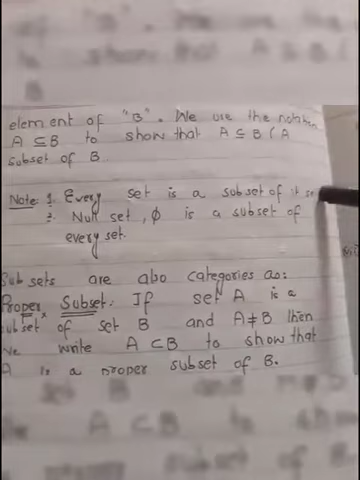 element of "B". We use the notation
A ⊆ B to show that A ⊆ B ( A
subset of B
Note: 1. Every set is a subset of it
2. Null set, ϕ is a subset of
every set.
Sub sets are also categories as:
Proper Subset: If set A is a
subset of set B and A ≠ B then
We write A ⊂ B to show that
A is a proper subset of B.